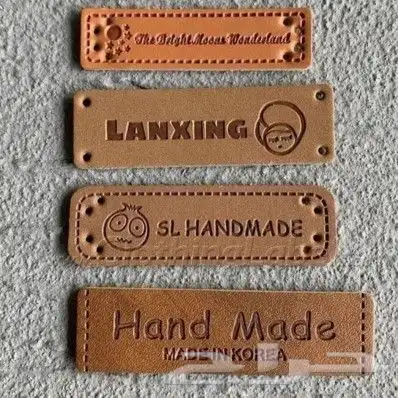 The Bright Moons Wonderland
LANXING
SL HANDMADE
Hand Made
MADE IN KOREA